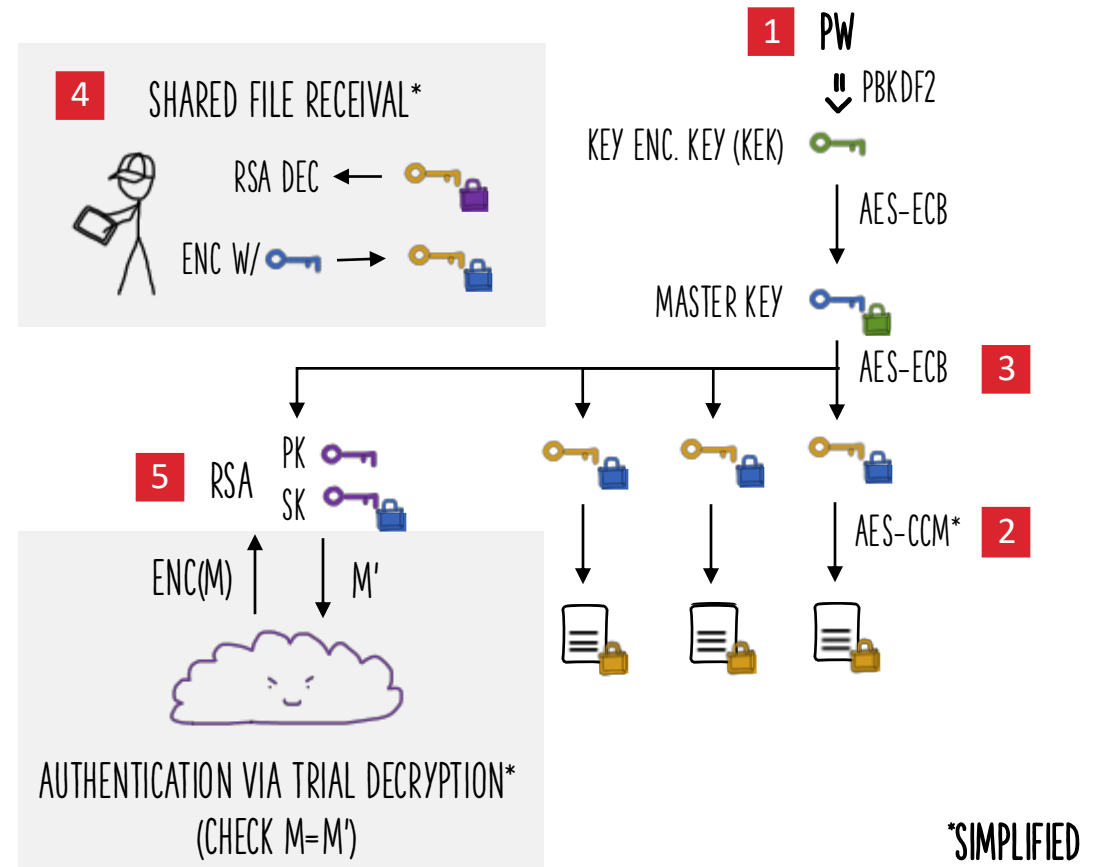 1 PW
PBKDF2
KEY ENC. KEY (KEK)
AES-ECB
MASTER KEY
AES-ECB 3
4 SHARED FILE RECEIVAL*
RSA DEC
ENC W/
5 RSA
PK
SK
AES-CCM* 2
ENC(M)
M'
AUTHENTICATION VIA TRIAL DECRYPTION*
(CHECK M=M')
*SIMPLIFIED